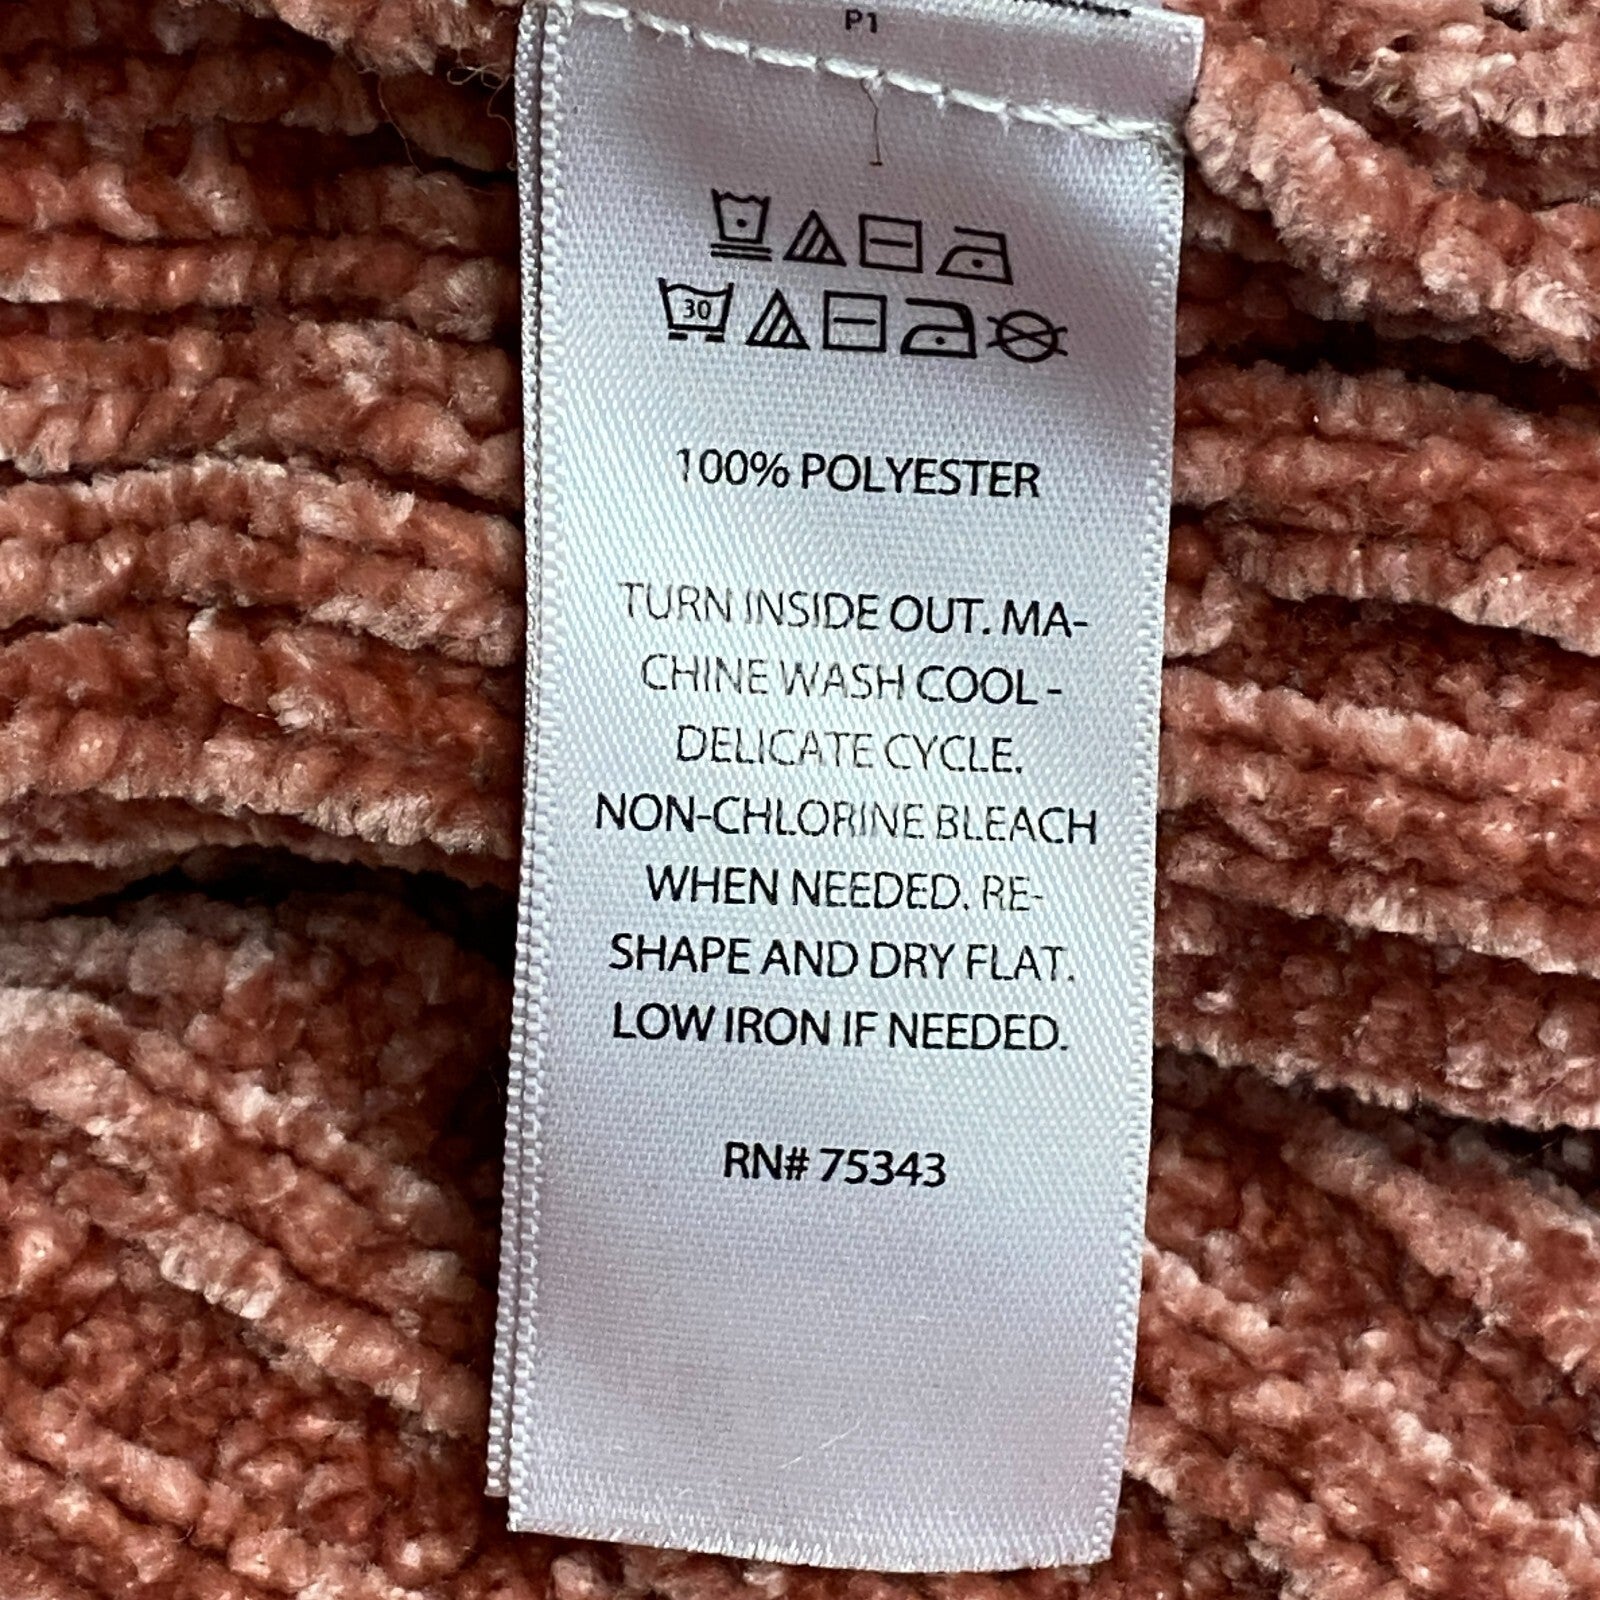 P1
30
100% POLYESTER
TURN INSIDE OUT. MA-
CHINE WASH COOL -
DELICATE CYCLE.
NON-CHLORINE BLEACH
WHEN NEEDED. RE-
SHAPE AND DRY FLAT.
LOW IRON IF NEEDED.
RN# 75343